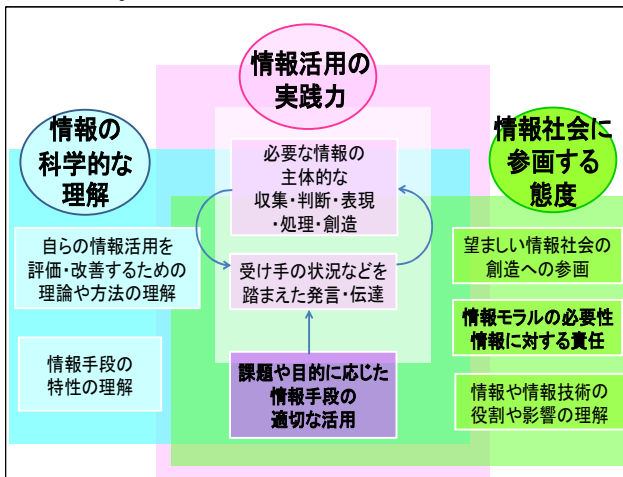 情報活用の
実践力
情報の
科学的な
理解
情報社会に
参画する
態度
必要な情報の
主体的な
収集・判断・表現
・処理・創造
受け手の状況などを
踏まえた発言・伝達
課題や目的に応じた
情報手段の
適切な活用
自らの情報活用を
評価・改善するための
理論や方法の理解
情報手段の
特性の理解
望ましい情報社会の
創造への参画
情報モラルの必要性
情報に対する責任
情報や情報技術の
役割や影響の理解